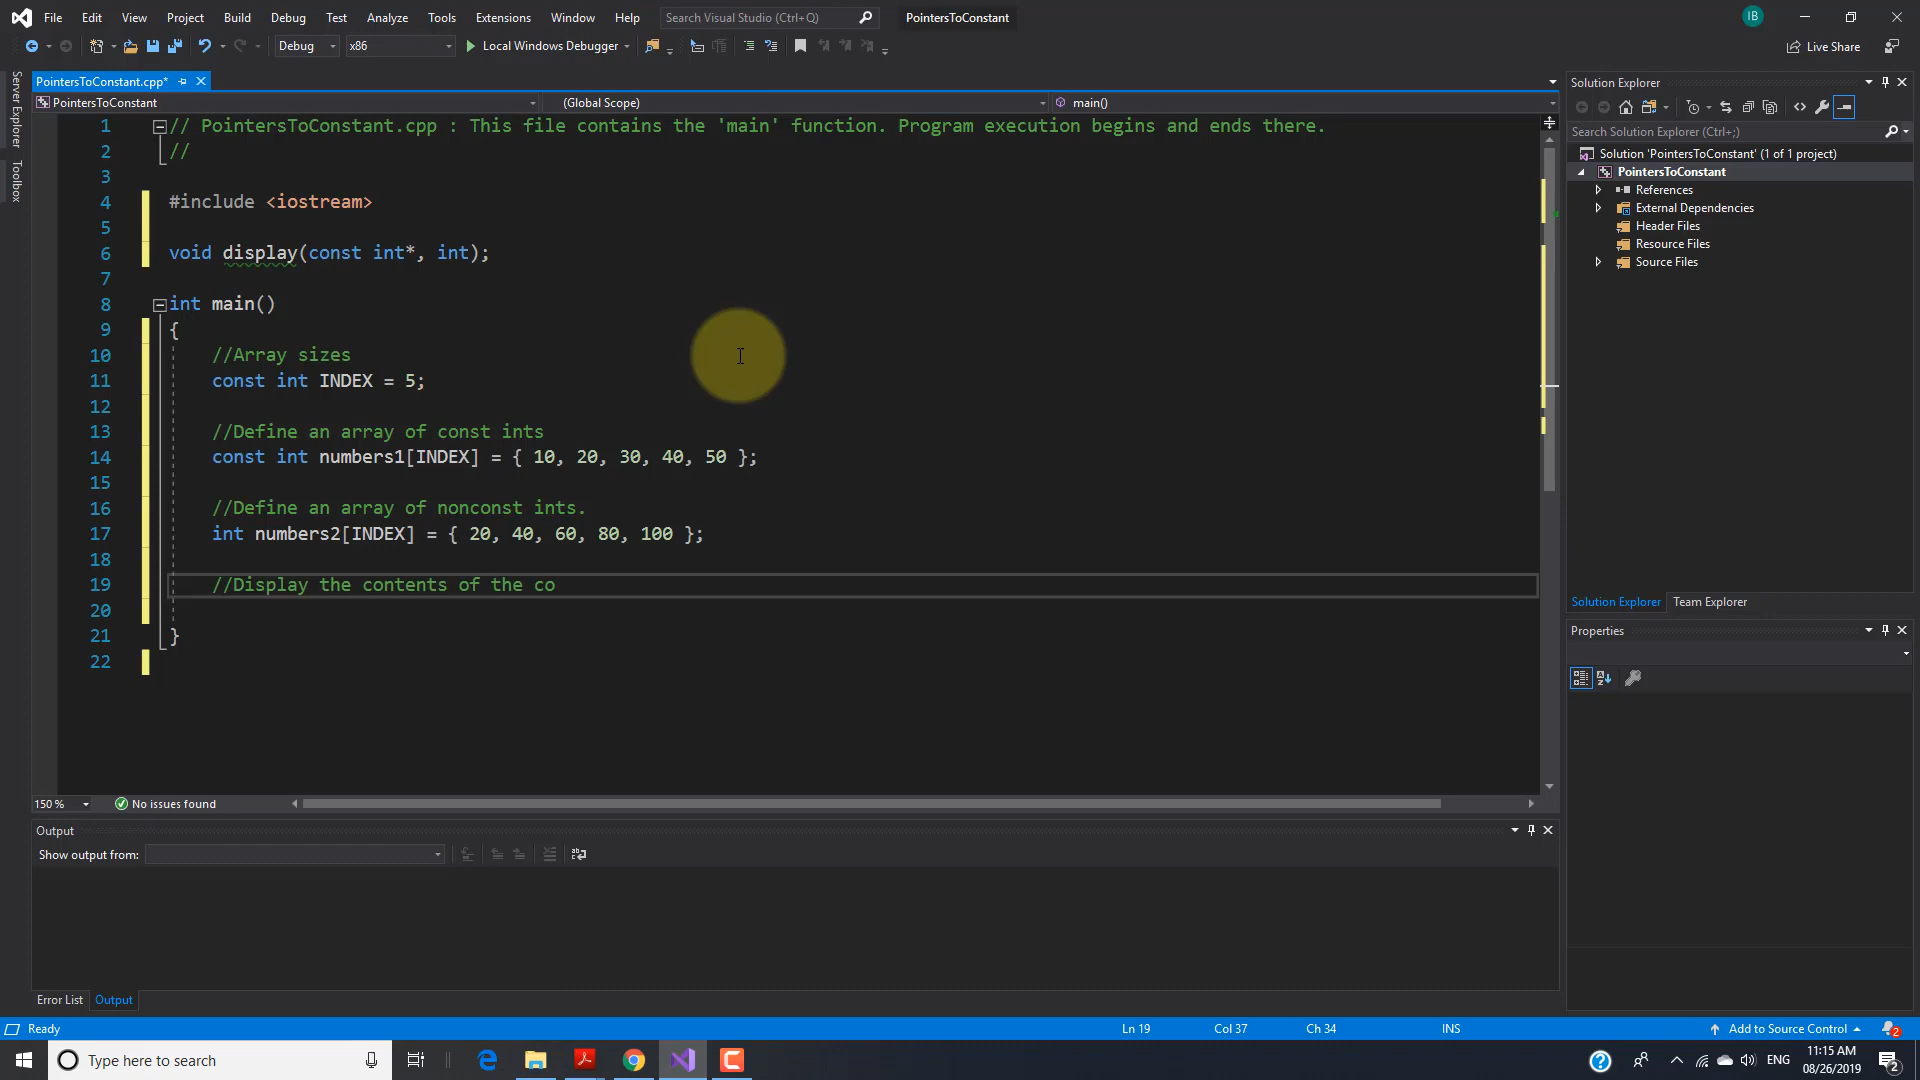 File Edit View Project Build Debug Test Analyze Tools Extensions Window Help Search Visual Studio (Ctrl+Q) PointersToConstant IB
Debug x86 Local Windows Debugger Live Share
Server Explorer
Toolbox
PointersToConstant.cpp*
PointersToConstant (Global Scope) main()
1 // PointersToConstant.cpp : This file contains the 'main' function. Program execution begins and ends there.
2 //
3
4 #include <iostream>
5
6 void display(const int*, int);
7
8 int main()
9 {
10 //Array sizes
11 const int INDEX = 5;
12
13 //Define an array of const ints
14 const int numbers1[INDEX] = { 10, 20, 30, 40, 50 };
15
16 //Define an array of nonconst ints.
17 int numbers2[INDEX] = { 20, 40, 60, 80, 100 };
18
19 //Display the contents of the co
20
21 }
22
150 % No issues found
Output
Show output from:
Error List Output
Solution Explorer
Search Solution Explorer (Ctrl+;)
Solution 'PointersToConstant' (1 of 1 project)
PointersToConstant
References
External Dependencies
Header Files
Resource Files
Source Files
Solution Explorer Team Explorer
Properties
Ready Ln 19 Col 37 Ch 34 INS Add to Source Control 2
Type here to search ENG 11:15 AM
08/26/2019 2